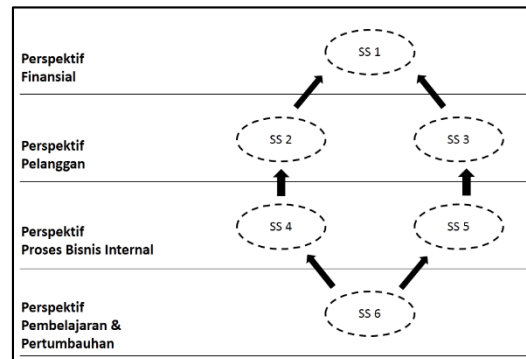 Perspektif
Finansial
SS 1
Perspektif
Pelanggan
SS 2
SS 3
Perspektif
Proses Bisnis Internal
SS 4
SS 5
Perspektif
Pembelajaran &
Pertumbuhan
SS 6